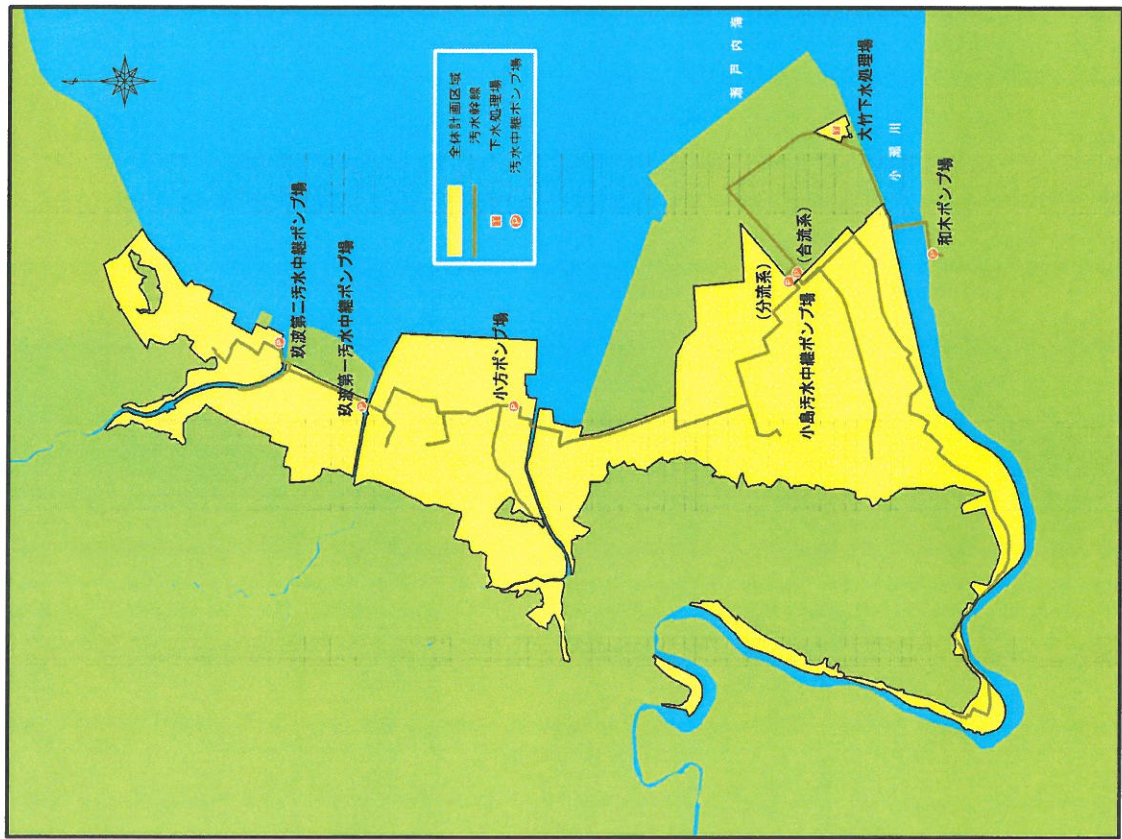 全体計画区域
汚水幹線
下水処理場
汚水中継ポンプ場
瀬戸内海
玖波第二汚水中継ポンプ場
玖波第一汚水中継ポンプ場
小方ポンプ場
(分流系)
(合流系)
小島汚水中継ポンプ場
大竹下水処理場
小瀬川
和木ポンプ場
P
P
P
P
P
P
P